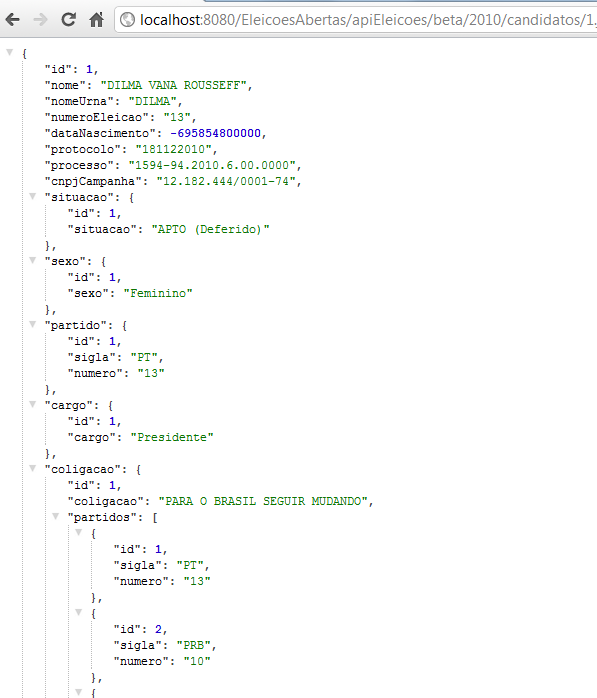 localhost:8080/EleicoesAbertas/apiEleicoes/beta/2010/candidatos/1.
{
"id": 1,
"nome": "DILMA VANA ROUSSEFF",
"nomeUrna": "DILMA",
"numeroEleicao": "13",
"dataNascimento": -695854800000,
"protocolo": "181122010",
"processo": "1594-94.2010.6.00.0000",
"cnpjCampanha": "12.182.444/0001-74",
"situacao": {
"id": 1,
"situacao": "APTO (Deferido)"
},
"sexo": {
"id": 1,
"sexo": "Feminino"
},
"partido": {
"id": 1,
"sigla": "PT",
"numero": "13"
},
"cargo": {
"id": 1,
"cargo": "Presidente"
},
"coligacao": {
"id": 1,
"coligacao": "PARA O BRASIL SEGUIR MUDANDO",
"partidos": [
{
"id": 1,
"sigla": "PT",
"numero": "13"
},
{
"id": 2,
"sigla": "PRB",
"numero": "10"
},
{